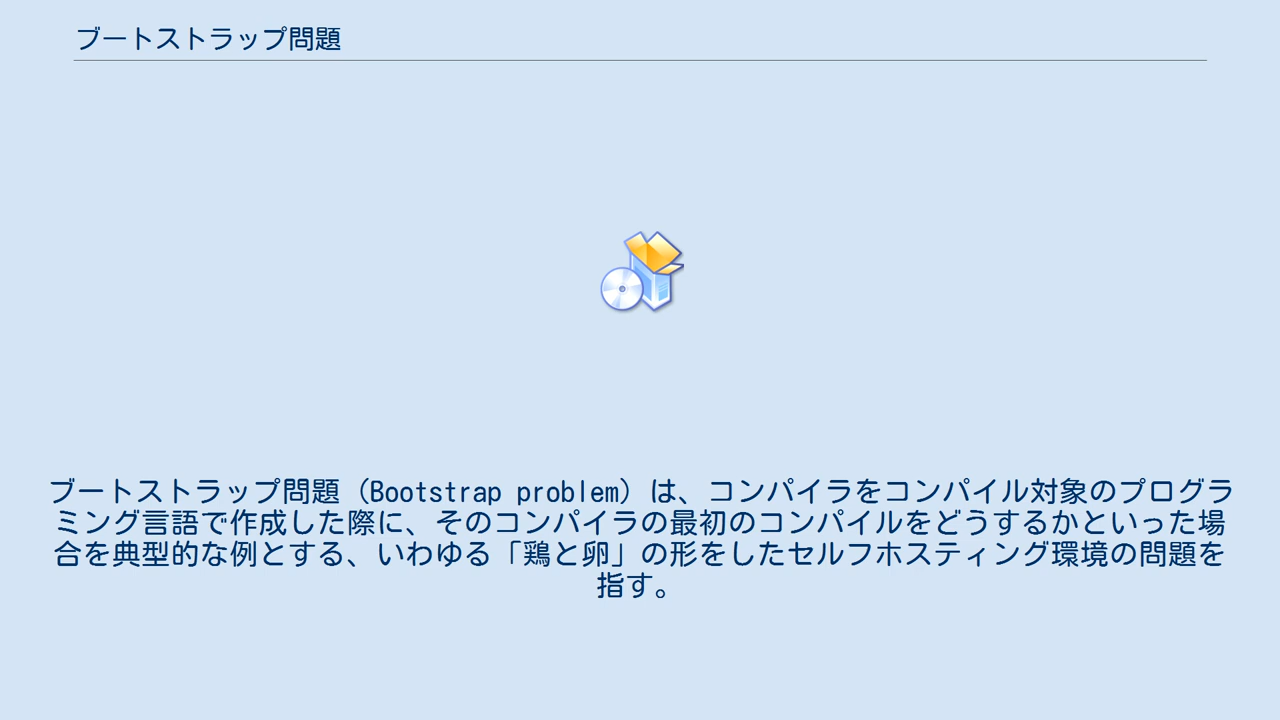 ブートストラップ問題
ブートストラップ問題（Bootstrap problem）は、コンパイラをコンパイル対象のプログラ
ミング言語で作成した際に、そのコンパイラの最初のコンパイルをどうするかといった場
合を典型的な例とする、いわゆる「鶏と卵」の形をしたセルフホスティング環境の問題を
指す。